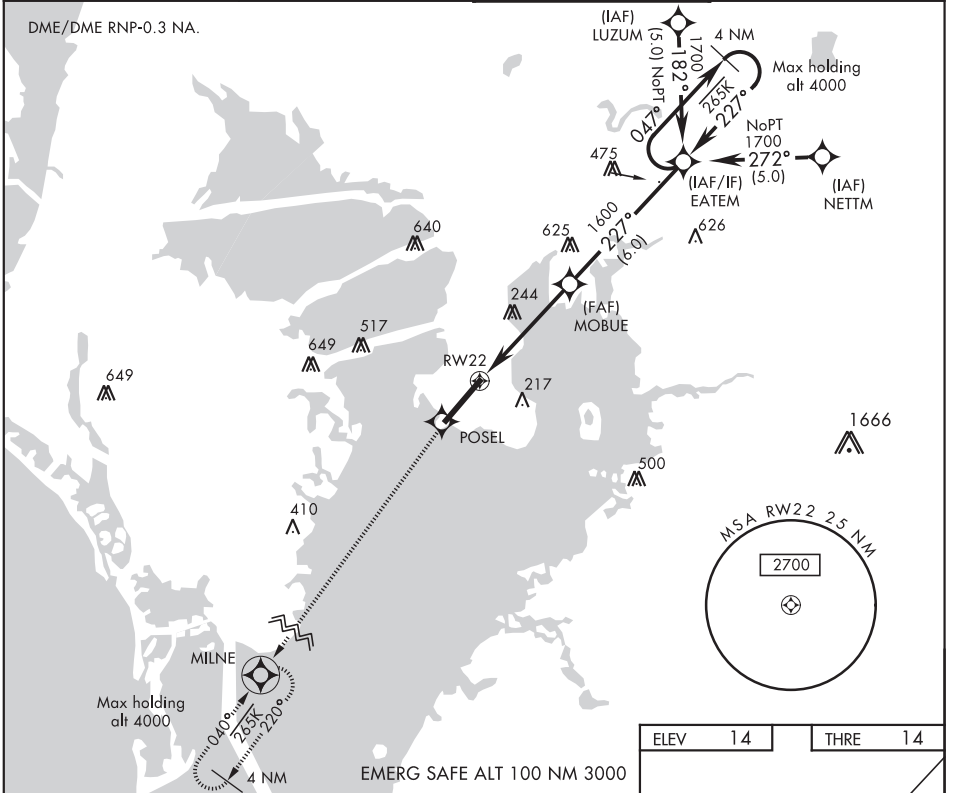 DME/DME RNP-0.3 NA.
(IAF)
LUZUM
(5.0) NoPT
182°
1700
4 NM
Max holding
alt 4000
265K
047°
227°
NoPT
1700
272°
(5.0)
(IAF)
NETTM
(IAF/IF)
EATEM
475
640
625
1600
227°
(6.0)
626
(FAF)
MOBUE
244
517
649
649
RW22
217
POSEL
1666
500
410
MSA RW22 25 NM
2700
MILNE
Max holding
alt 4000
040°
265K
220°
4 NM
EMERG SAFE ALT 100 NM 3000
ELEV 14
THRE 14